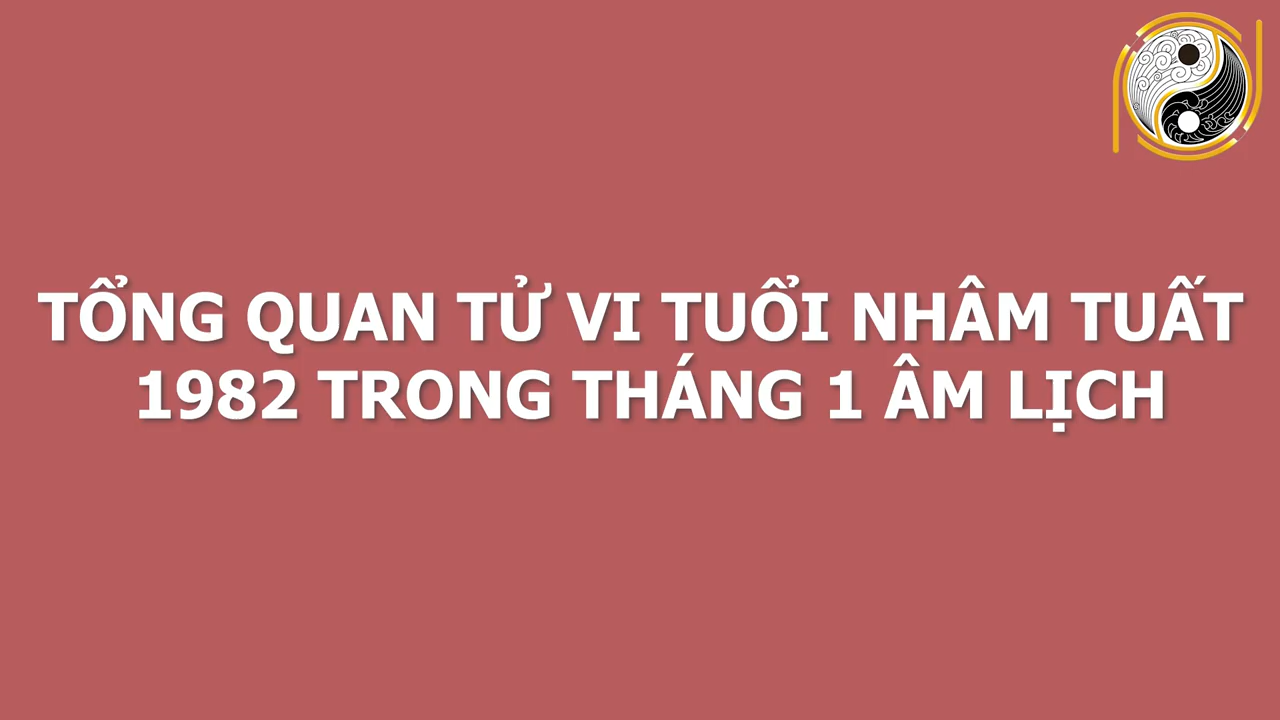 TỔNG QUAN TỬ VI TUỔI NHÂM TUẤT
1982 TRONG THÁNG 1 ÂM LỊCH